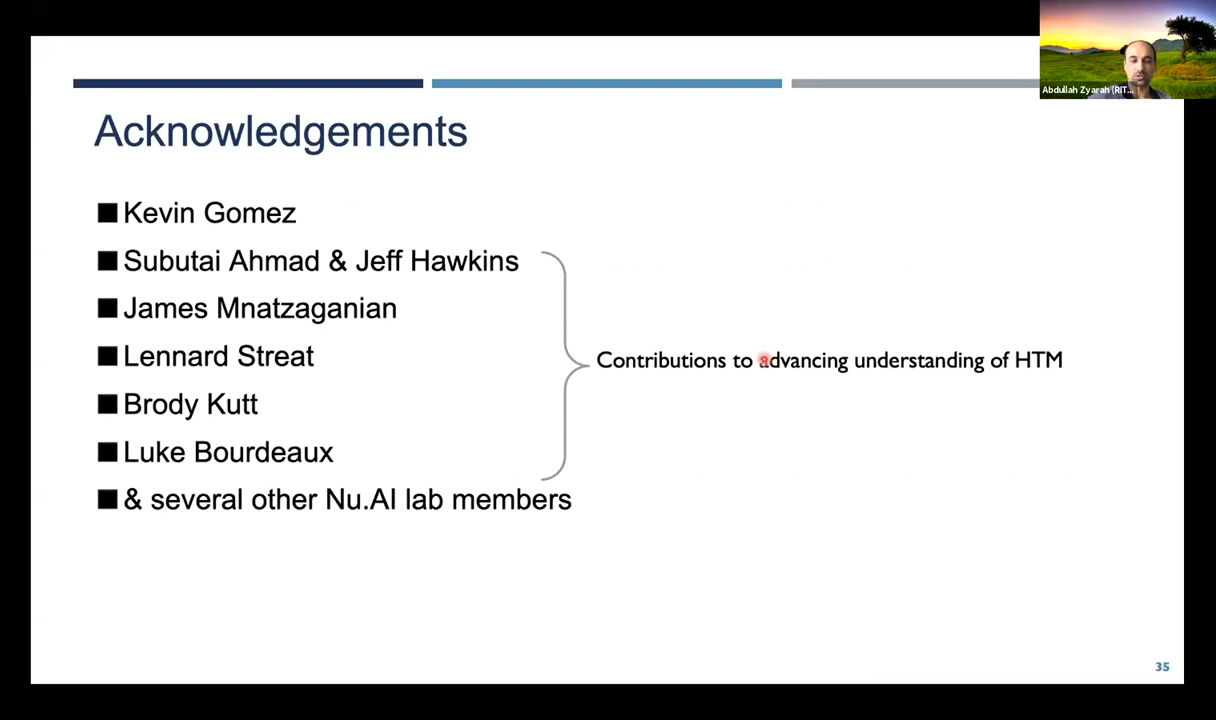 Abdullah Zyarah (RIT...
Acknowledgements
Kevin Gomez
Subutai Ahmad & Jeff Hawkins
James Mnatzaganian
Lennard Streat
Brody Kutt
Luke Bourdeaux
& several other Nu.AI lab members
Contributions to advancing understanding of HTM
35